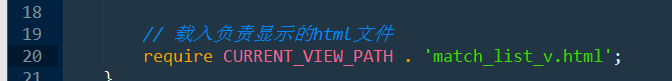 18
19 // 载入负责显示的html文件
20 require CURRENT_VIEW_PATH . 'match_list_v.html';
21 }